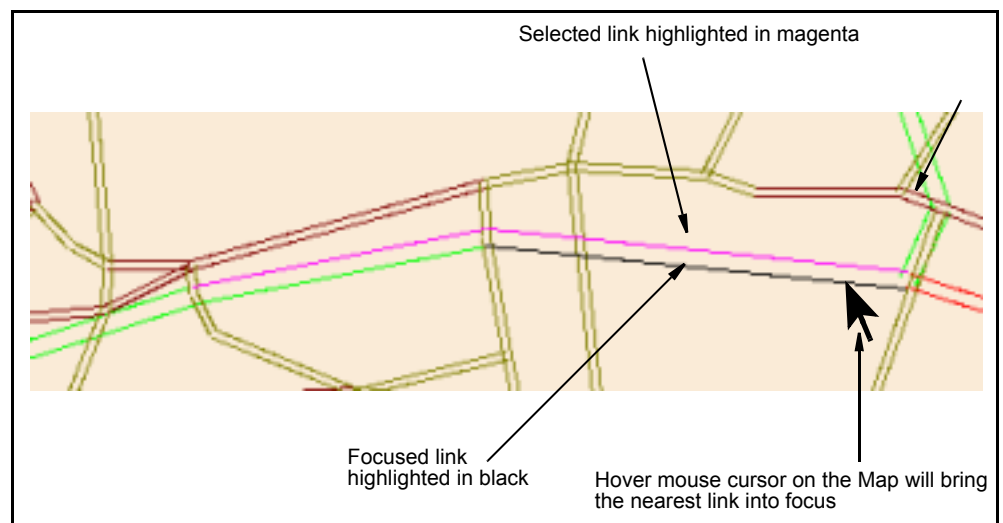 Selected link highlighted in magenta
Focused link
highlighted in black
Hover mouse cursor on the Map will bring
the nearest link into focus